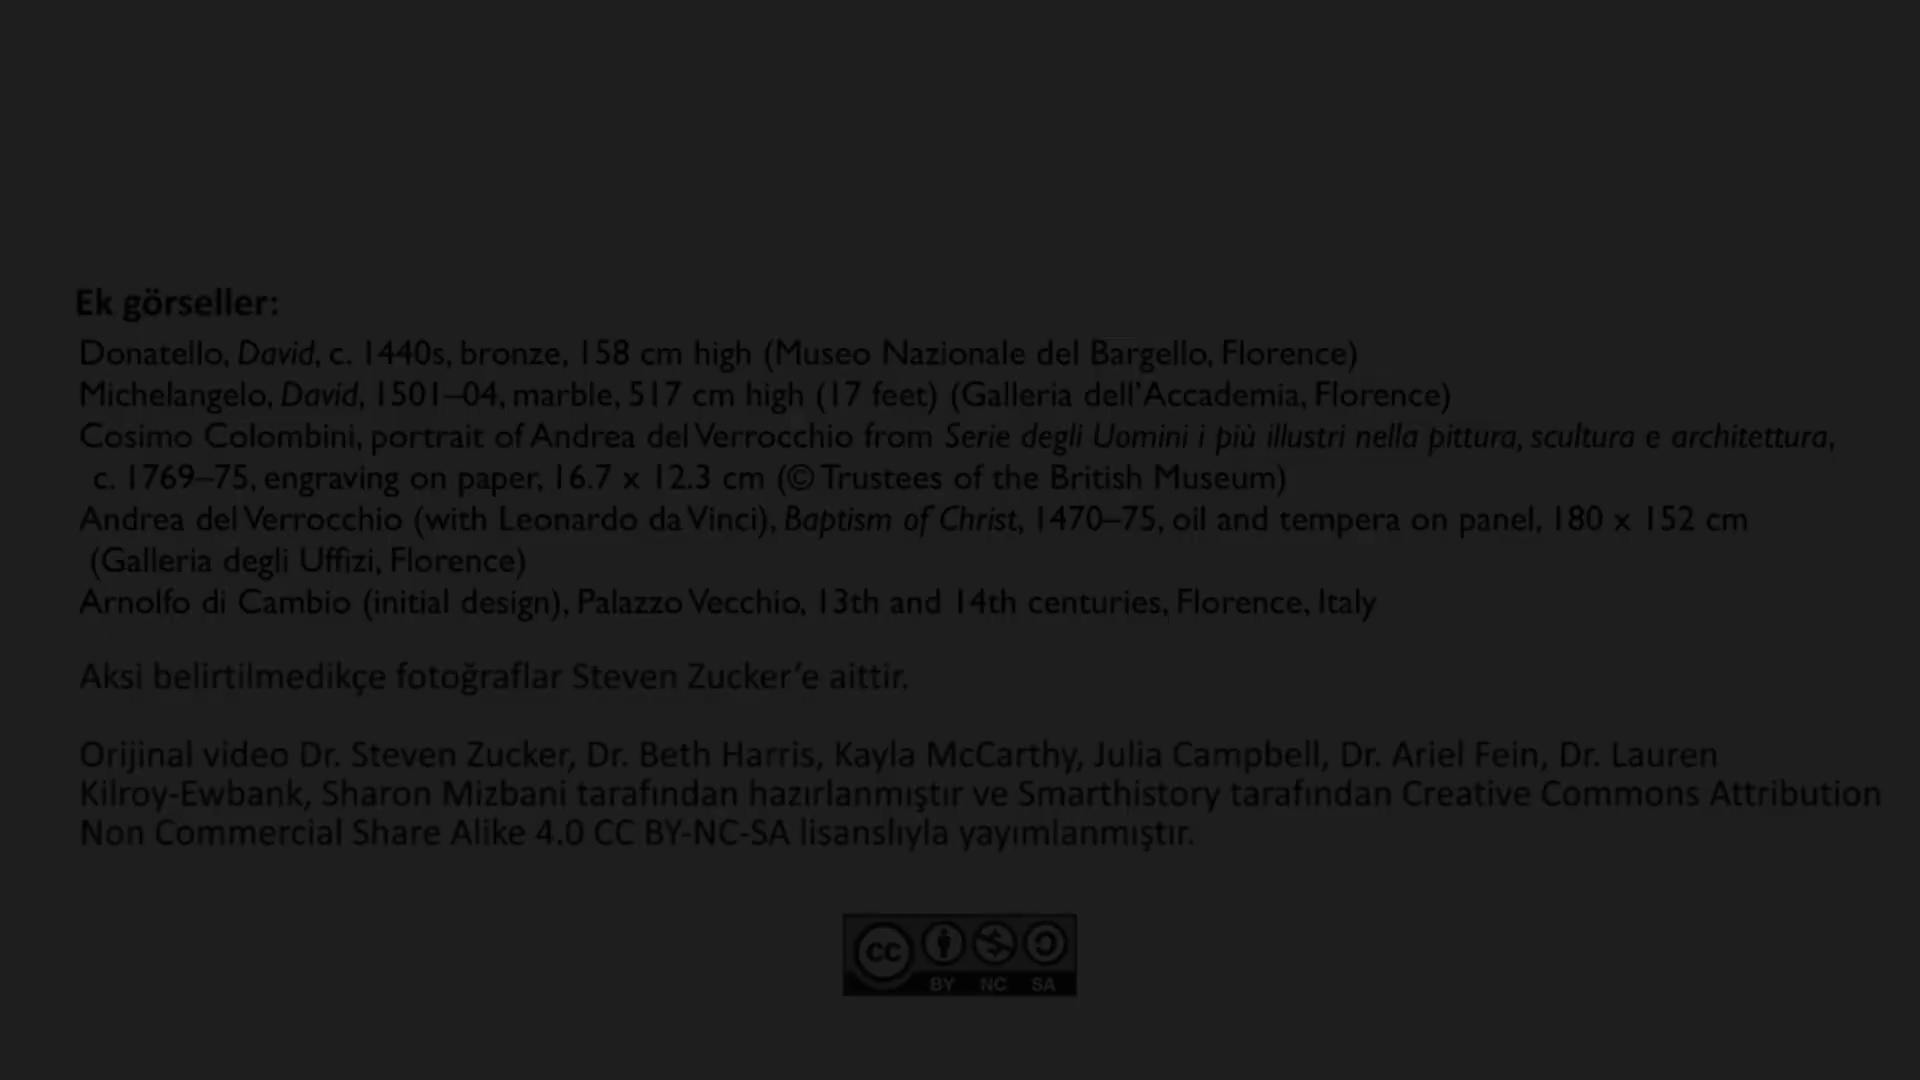 Ek görseller:
Donatello, David, c. 1440s, bronze, 158 cm high (Museo Nazionale del Bargello, Florence)
Michelangelo, David, 1501–04, marble, 517 cm high (17 feet) (Galleria dell'Accademia, Florence)
Cosimo Colombini, portrait of Andrea del Verrocchio from Serie degli Uomini i più illustri nella pittura, scultura e architettura,
c. 1769–75, engraving on paper, 16.7 x 12.3 cm (© Trustees of the British Museum)
Andrea del Verrocchio (with Leonardo da Vinci), Baptism of Christ, 1470–75, oil and tempera on panel, 180 x 152 cm
(Galleria degli Uffizi, Florence)
Arnolfo di Cambio (initial design), Palazzo Vecchio, 13th and 14th centuries, Florence, Italy
Aksi belirtilmedikçe fotoğraflar Steven Zucker’e aittir.
Orijinal video Dr. Steven Zucker, Dr. Beth Harris, Kayla McCarthy, Julia Campbell, Dr. Ariel Fein, Dr. Lauren
Kilroy-Ewbank, Sharon Mizbani tarafından hazırlanmıştır ve Smarthistory tarafından Creative Commons Attribution
Non Commercial Share Alike 4.0 CC BY-NC-SA lisanslıyla yayımlanmıştır.
CC
BY NC SA